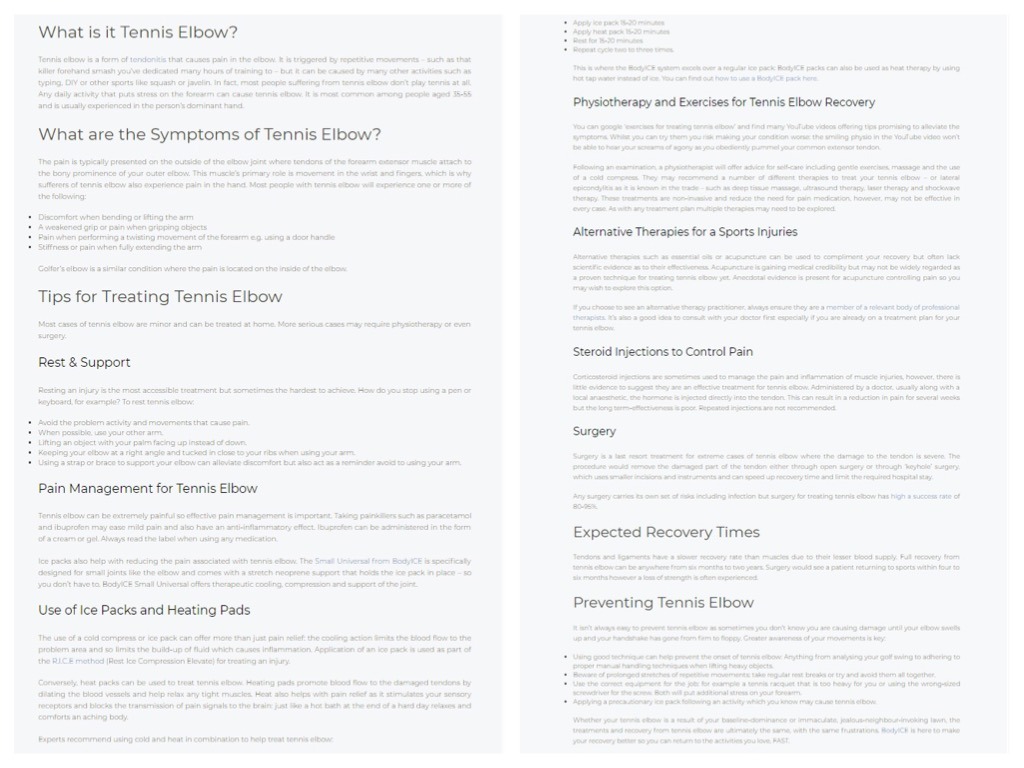 What is it Tennis Elbow?
Tennis elbow is a form of tendonitis that causes pain in the elbow. It is triggered by repetitive movements – such as that
killer forehand smash you've dedicated many hours of training to – but it can be caused by many other activities such as
typing, DIY or other sports like squash or javelin. In fact, most people suffering from tennis elbow don't play tennis at all.
Any daily activity that puts stress on the forearm can cause tennis elbow. It is most common among people aged 35-55
and is usually experienced in the person's dominant hand.
What are the Symptoms of Tennis Elbow?
The pain is typically presented on the outside of the elbow joint where tendons of the forearm extensor muscle attach to
the bony prominence of your outer elbow. This muscle's primary role is movement in the wrist and fingers, which is why
sufferers of tennis elbow also experience pain in the hand. Most people with tennis elbow will experience one or more of
the following:
Discomfort when bending or lifting the arm
A weakened grip or pain when gripping objects
Pain when performing a twisting movement of the forearm e.g. using a door handle
Stiffness or pain when fully extending the arm
Golfer's elbow is a similar condition where the pain is located on the inside of the elbow.
Tips for Treating Tennis Elbow
Most cases of tennis elbow are minor and can be treated at home. More serious cases may require physiotherapy or even
surgery.
Rest & Support
Resting an injury is the most accessible treatment but sometimes the hardest to achieve. How do you stop using a pen or
keyboard, for example? To rest tennis elbow:
Avoid the problem activity and movements that cause pain.
When possible, use your other arm.
Lifting an object with your palm facing up instead of down.
Keeping your elbow at a right angle and tucked in close to your ribs when using your arm.
Using a strap or brace to support your elbow can alleviate discomfort but also act as a reminder avoid to using your arm.
Pain Management for Tennis Elbow
Tennis elbow can be extremely painful so effective pain management is important. Taking painkillers such as paracetamol
and ibuprofen may ease mild pain and also have an anti-inflammatory effect. Ibuprofen can be administered in the form
of a cream or gel. Always read the label when using any medication.
Ice packs also help with reducing the pain associated with tennis elbow. The Small Universal from BodyICE is specifically
designed for small joints like the elbow and comes with a stretch neoprene support that holds the ice pack in place – so
you don't have to. BodyICE Small Universal offers therapeutic cooling, compression and support of the joint.
Use of Ice Packs and Heating Pads
The use of a cold compress or ice pack can offer more than just pain relief: the cooling action limits the blood flow to the
problem area and so limits the build-up of fluid which causes inflammation. Application of an ice pack is used as part of
the R.I.C.E method (Rest Ice Compression Elevate) for treating an injury.
Conversely, heat packs can be used to treat tennis elbow. Heating pads promote blood flow to the damaged tendons by
dilating the blood vessels and help relax any tight muscles. Heat also helps with pain relief as it stimulates your sensory
receptors and blocks the transmission of pain signals to the brain: just like a hot bath at the end of a hard day relaxes and
comforts an aching body.
Experts recommend using cold and heat in combination to help treat tennis elbow:
Apply ice pack 15-20 minutes
Apply heat pack 15-20 minutes
Rest for 15-20 minutes
Repeat cycle two to three times.
This is where the BodyICE system excels over a regular ice pack: BodyICE packs can also be used as heat therapy by using
hot tap water instead of ice. You can find out how to use a BodyICE pack here.
Physiotherapy and Exercises for Tennis Elbow Recovery
You can google 'exercises for treating tennis elbow' and find many YouTube videos offering tips promising to alleviate the
symptoms. Whilst you can try them you risk making your condition worse: the smiling physio in the YouTube video won't
be able to hear your screams of agony as you obediently pummel your common extensor tendon.
Following an examination, a physiotherapist will offer advice for self-care including gentle exercises, massage and the use
of a cold compress. They may recommend a number of different therapies to treat your tennis elbow – or lateral
epicondylitis as it is known in the trade – such as deep tissue massage, ultrasound therapy, laser therapy and shockwave
therapy. These treatments are non-invasive and reduce the need for pain medication, however, may not be effective in
every case. As with any treatment plan multiple therapies may need to be explored.
Alternative Therapies for a Sports Injuries
Alternative therapies such as essential oils or acupuncture can be used to compliment your recovery but often lack
scientific evidence as to their effectiveness. Acupuncture is gaining medical credibility but may not be widely regarded as
a proven technique for treating tennis elbow yet. Anecdotal evidence is present for acupuncture controlling pain so you
may wish to explore this option.
If you choose to see an alternative therapy practitioner, always ensure they are a member of a relevant body of professional
therapists. It's also a good idea to consult with your doctor first especially if you are already on a treatment plan for your
tennis elbow.
Steroid Injections to Control Pain
Corticosteroid injections are sometimes used to manage the pain and inflammation of muscle injuries, however, there is
little evidence to suggest they are an effective treatment for tennis elbow. Administered by a doctor, usually along with a
local anaesthetic, the hormone is injected directly into the tendon. This can result in a reduction in pain for several weeks
but the long term-effectiveness is poor. Repeated injections are not recommended.
Surgery
Surgery is a last resort treatment for extreme cases of tennis elbow where the damage to the tendon is severe. The
procedure would remove the damaged part of the tendon either through open surgery or through 'keyhole' surgery,
which uses smaller incisions and instruments and can speed up recovery time and limit the required hospital stay.
Any surgery carries its own set of risks including infection but surgery for treating tennis elbow has a high success rate of
80-95%.
Expected Recovery Times
Tendons and ligaments have a slower recovery rate than muscles due to their lesser blood supply. Full recovery from
tennis elbow can be anywhere from six months to two years. Surgery would see a patient returning to sports within four to
six months however a loss of strength is often experienced.
Preventing Tennis Elbow
It isn't always easy to prevent tennis elbow as sometimes you don't know you are causing damage until your elbow swells
up and your handshake has gone from firm to floppy. Greater awareness of your movements is key:
Using good technique can help prevent the onset of tennis elbow. Anything from analysing your golf swing to adhering to
proper manual handling techniques when lifting heavy objects.
Beware of prolonged stretches of repetitive movements: take regular rest breaks or try and avoid them all together.
Use the correct equipment for the job: for example a tennis racquet that is too heavy for you or using the wrong-sized
screwdriver for the screw. Both will put additional stress on your forearm.
Applying a precautionary ice pack following an activity which you know may cause tennis elbow.
Whether your tennis elbow is a result of your baseline-dominance or immaculate, jealous-neighbour-invoking lawn, the
treatments and recovery from tennis elbow are ultimately the same, with the same frustrations. BodyICE is here to make
your recovery better so you can return to the activities you love. FAST.